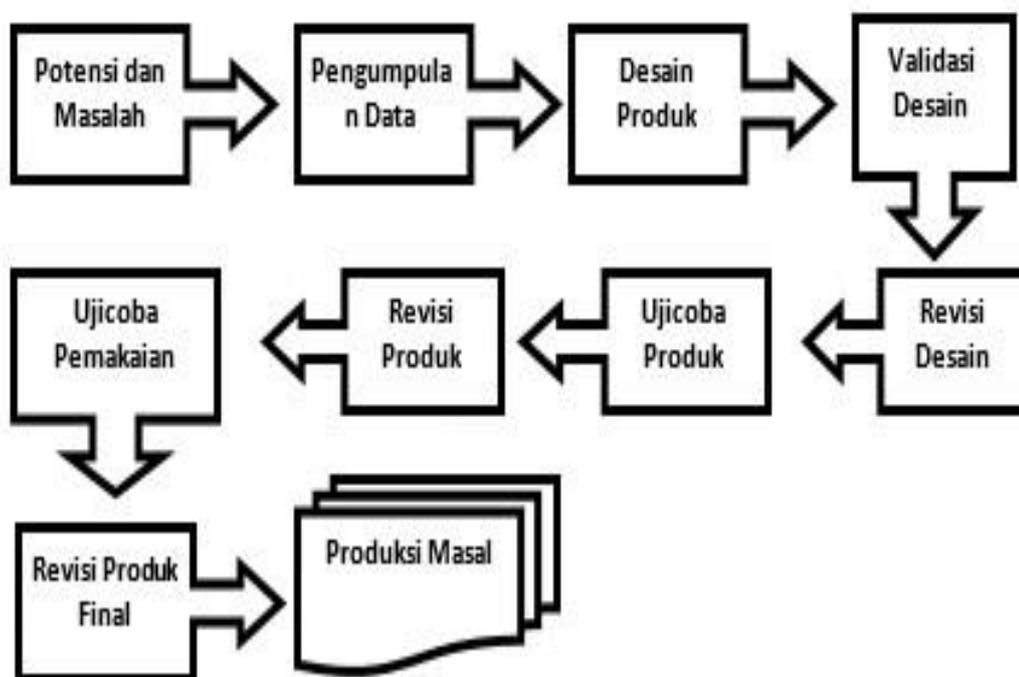 Potensi dan
Masalah
Pengumpula
n Data
Desain
Produk
Validasi
Desain
Revisi
Desain
Ujicoba
Produk
Revisi
Produk
Ujicoba
Pemakaian
Revisi Produk
Final
Produksi Masal